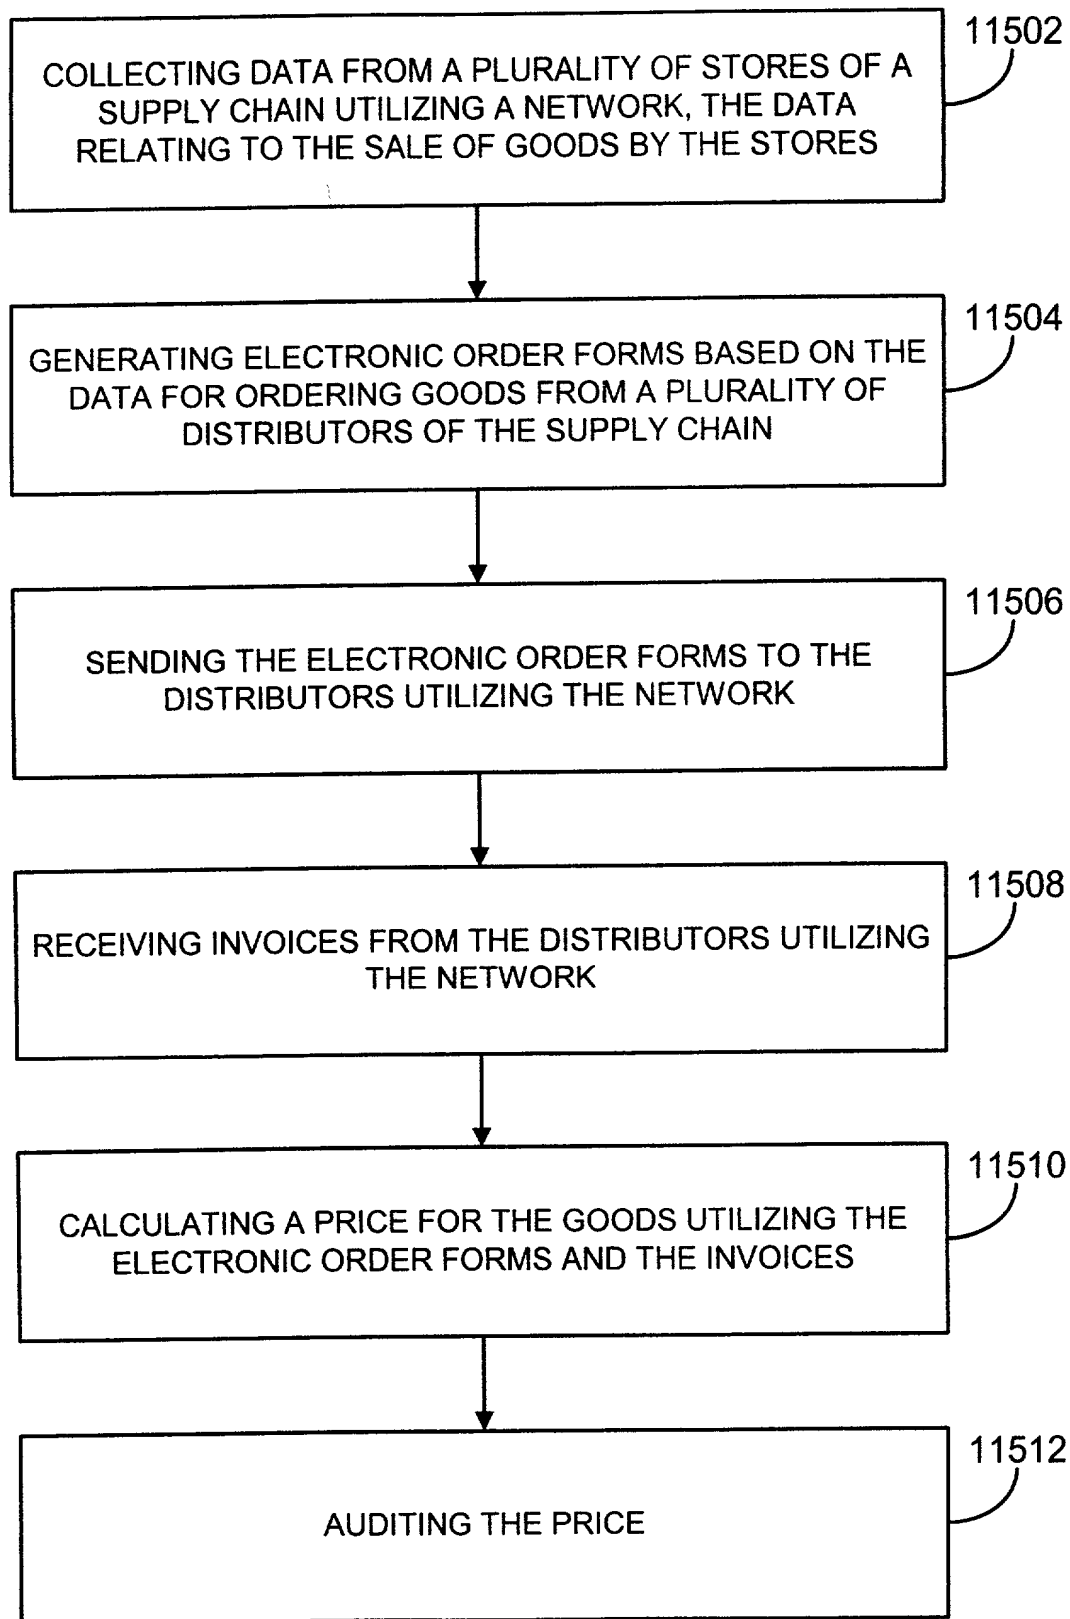 11502
COLLECTING DATA FROM A PLURALITY OF STORES OF A
SUPPLY CHAIN UTILIZING A NETWORK, THE DATA
RELATING TO THE SALE OF GOODS BY THE STORES
11504
GENERATING ELECTRONIC ORDER FORMS BASED ON THE
DATA FOR ORDERING GOODS FROM A PLURALITY OF
DISTRIBUTORS OF THE SUPPLY CHAIN
11506
SENDING THE ELECTRONIC ORDER FORMS TO THE
DISTRIBUTORS UTILIZING THE NETWORK
11508
RECEIVING INVOICES FROM THE DISTRIBUTORS UTILIZING
THE NETWORK
11510
CALCULATING A PRICE FOR THE GOODS UTILIZING THE
ELECTRONIC ORDER FORMS AND THE INVOICES
11512
AUDITING THE PRICE